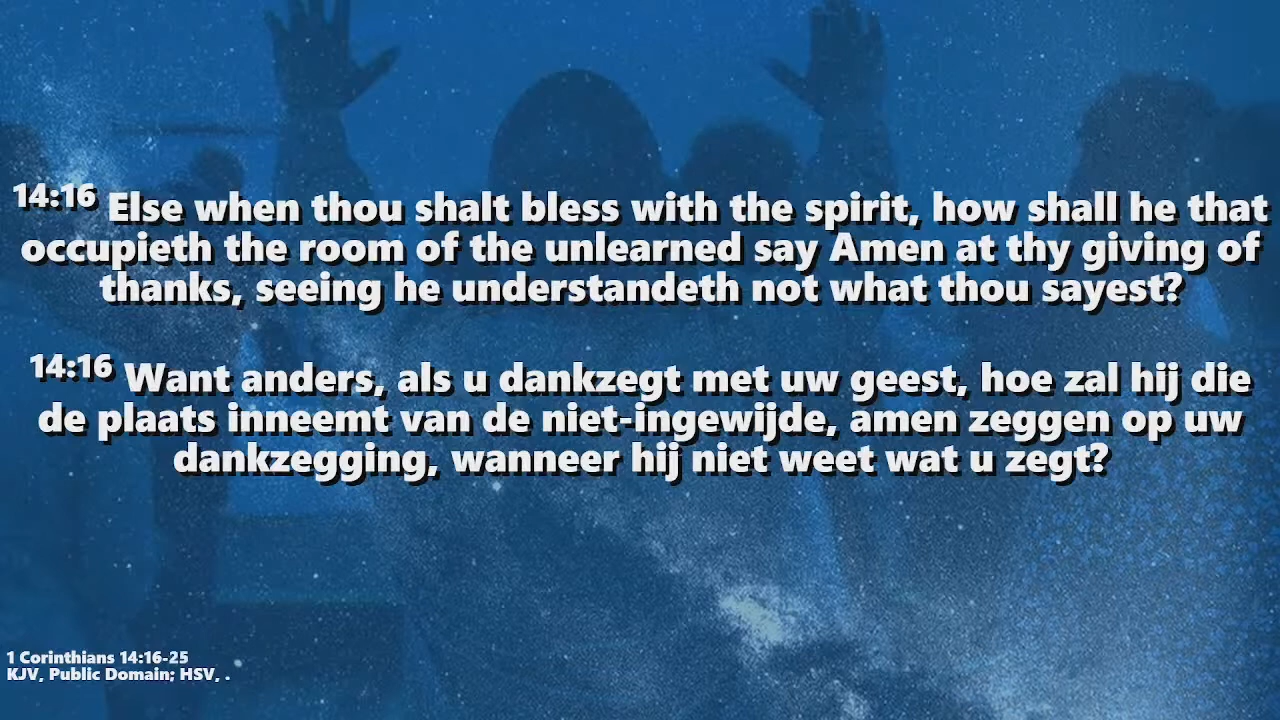 14:16 Else when thou shalt bless with the spirit, how shall he that
occupieth the room of the unlearned say Amen at thy giving of
thanks, seeing he understandeth not what thou sayest?
14:16 Want anders, als u dankzegt met uw geest, hoe zal hij die
de plaats inneemt van de niet-ingewijde, amen zeggen op uw
dankzegging, wanneer hij niet weet wat u zegt?
1 Corinthians 14:16-25
KJV, Public Domain; HSV, .